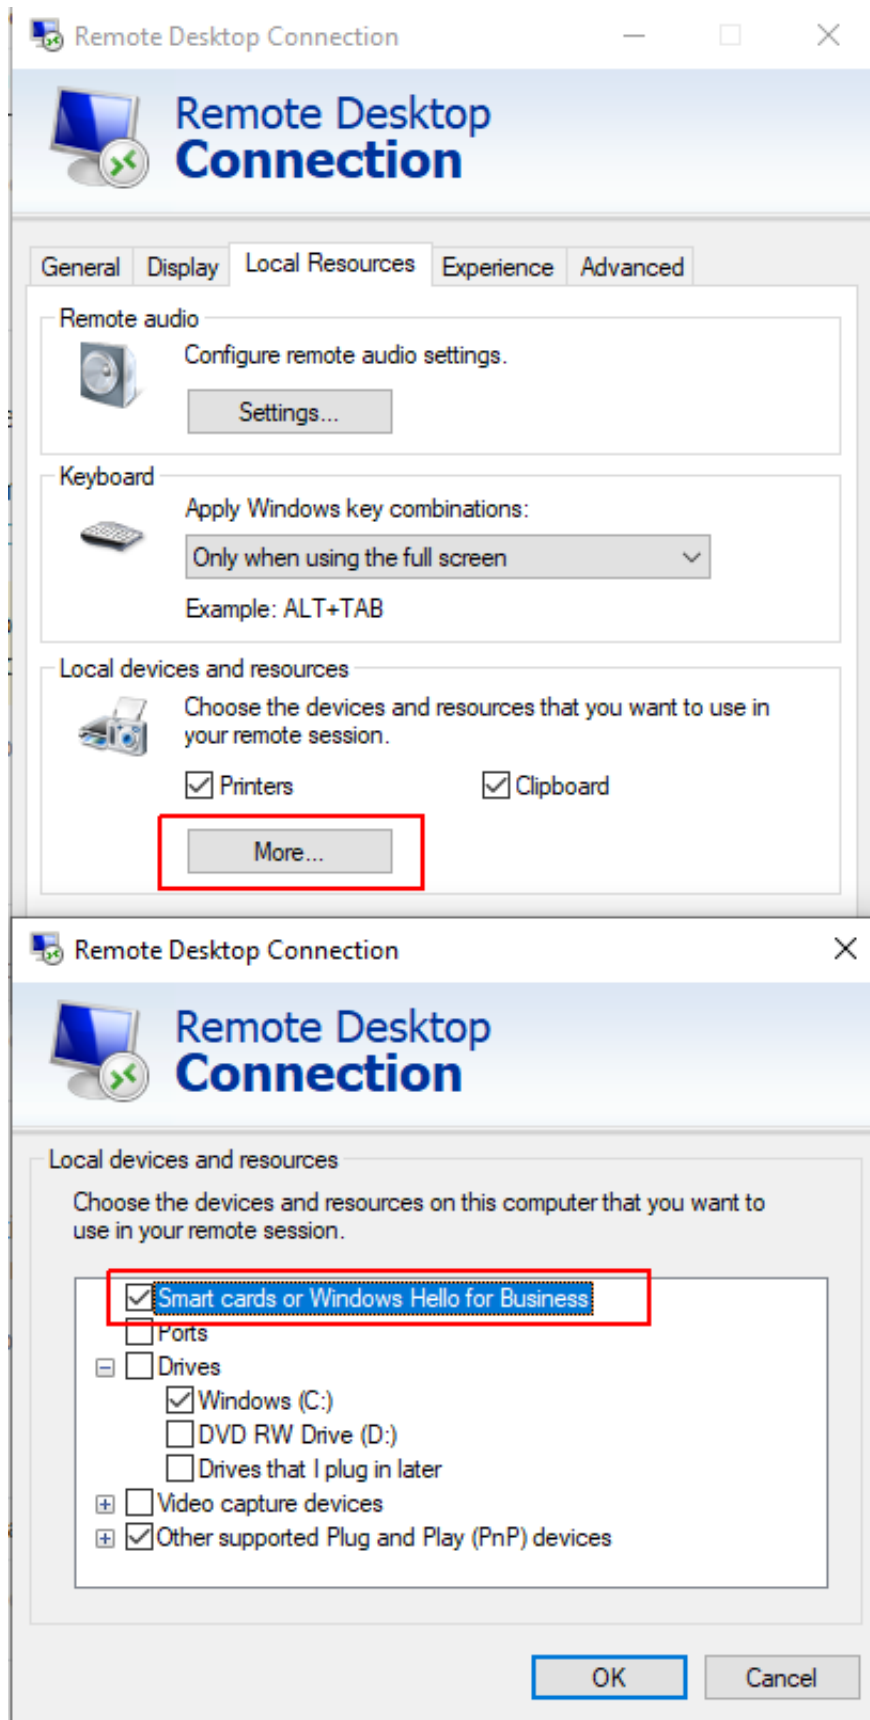 Remote Desktop Connection
Remote Desktop
Connection
General Display Local Resources Experience Advanced
Remote audio
Configure remote audio settings.
Settings...
Keyboard
Apply Windows key combinations:
Only when using the full screen
Example: ALT+TAB
Local devices and resources
Choose the devices and resources that you want to use in
your remote session.
Printers Clipboard
More...
Remote Desktop Connection
Remote Desktop
Connection
Local devices and resources
Choose the devices and resources on this computer that you want to
use in your remote session.
Smart cards or Windows Hello for Business
Ports
Drives
Windows (C:)
DVD RW Drive (D:)
Drives that I plug in later
Video capture devices
Other supported Plug and Play (PnP) devices
OK Cancel